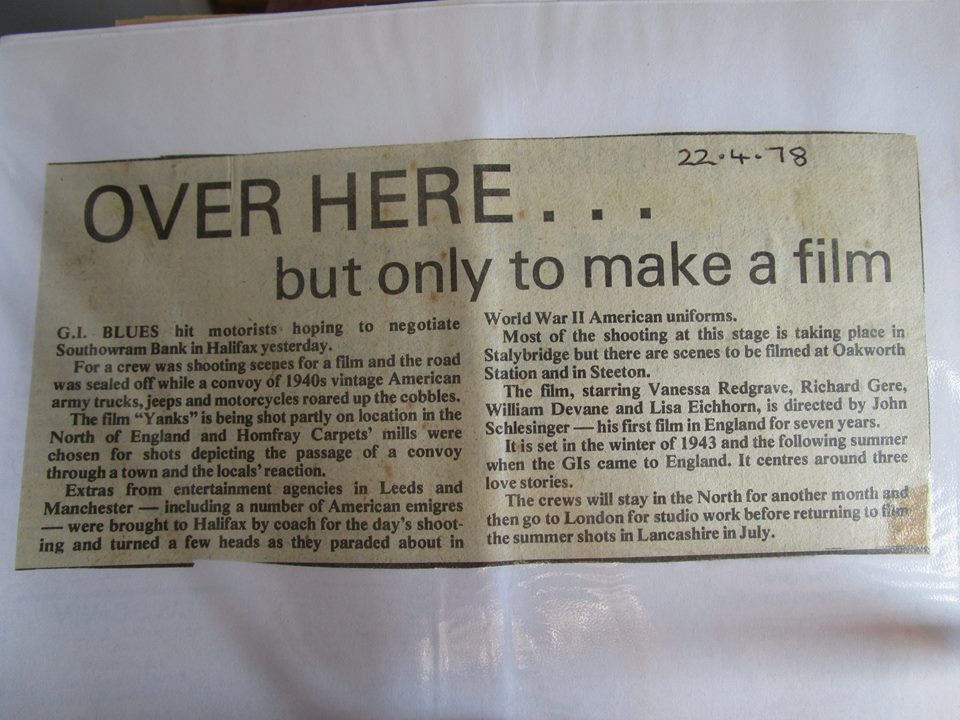 22.4.78
OVER HERE...
but only to make a film
G.I. BLUES hit motorists hoping to negotiate
Southowram Bank in Halifax yesterday.
For a crew was shooting scenes for a film and the road
was sealed off while a convoy of 1940s vintage American
army trucks, jeeps and motorcycles roared up the cobbles.
The film “Yanks” is being shot partly on location in the
North of England and Homfray Carpets’ mills were
chosen for shots depicting the passage of a convoy
through a town and the locals’ reaction.
Extras from entertainment agencies in Leeds and
Manchester — including a number of American emigres
— were brought to Halifax by coach for the day’s shoot-
ing and turned a few heads as they paraded about in
World War II American uniforms.
Most of the shooting at this stage is taking place in
Stalybridge but there are scenes to be filmed at Oakworth
Station and in Steeton.
The film, starring Vanessa Redgrave, Richard Gere,
William Devane and Lisa Eichhorn, is directed by John
Schlesinger — his first film in England for seven years.
It is set in the winter of 1943 and the following summer
when the GIs came to England. It centres around three
love stories.
The crews will stay in the North for another month and
then go to London for studio work before returning to film
the summer shots in Lancashire in July.